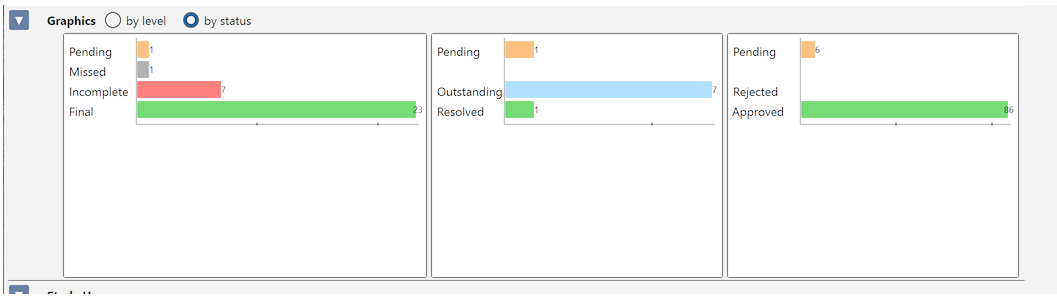 ▼ Graphics by level by status
Pending 1
Missed 1
Incomplete 7
Final 23
Pending 1
Outstanding 7
Resolved 1
Pending 6
Rejected
Approved 86
▼